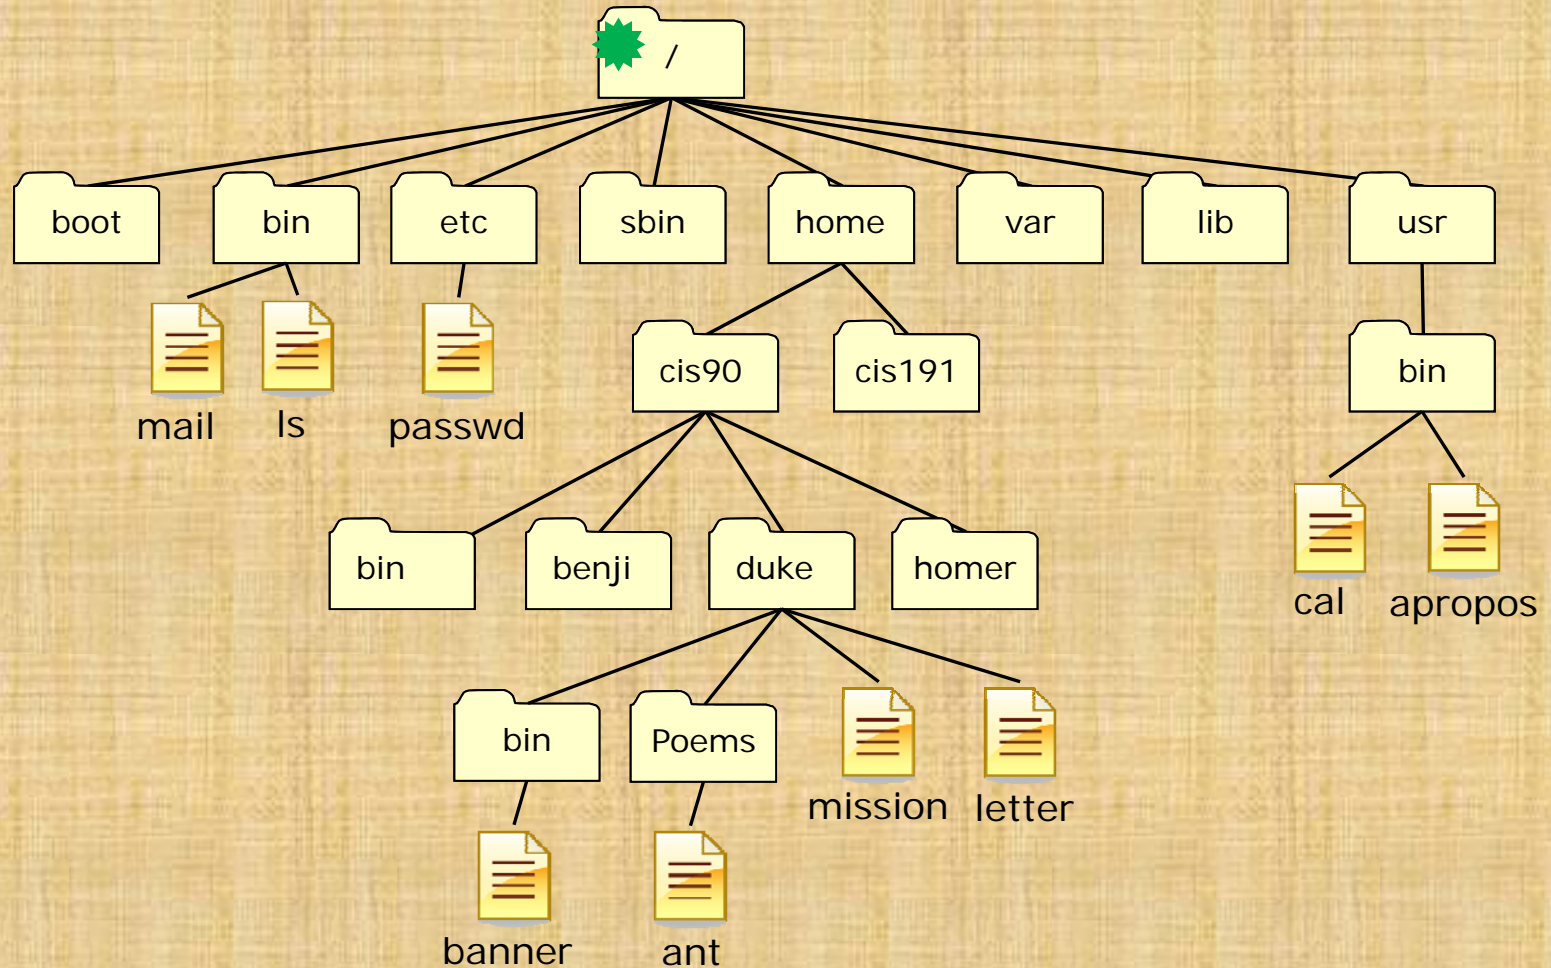 /
boot bin etc sbin home var lib usr
mail ls passwd
cis90 cis191 bin
bin benji duke homer
cal apropos
bin Poems
mission letter
banner ant